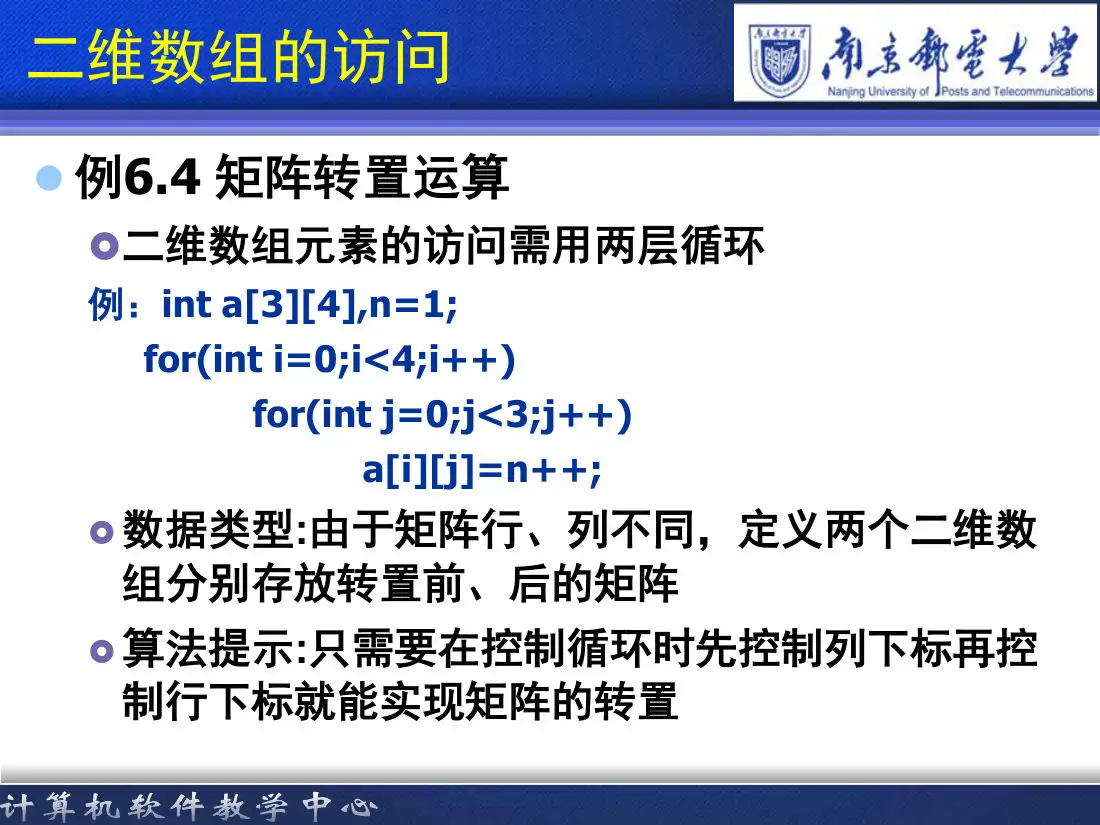 二维数组的访问
南京邮电大学
Nanjing University of Posts and Telecommunications
例6.4 矩阵转置运算
二维数组元素的访问需用两层循环
例：int a[3][4],n=1;
for(int i=0;i<4;i++)
for(int j=0;j<3;j++)
a[i][j]=n++;
数据类型:由于矩阵行、列不同，定义两个二维数
组分别存放转置前、后的矩阵
算法提示:只需要在控制循环时先控制列下标再控
制行下标就能实现矩阵的转置
计算机软件教学中心